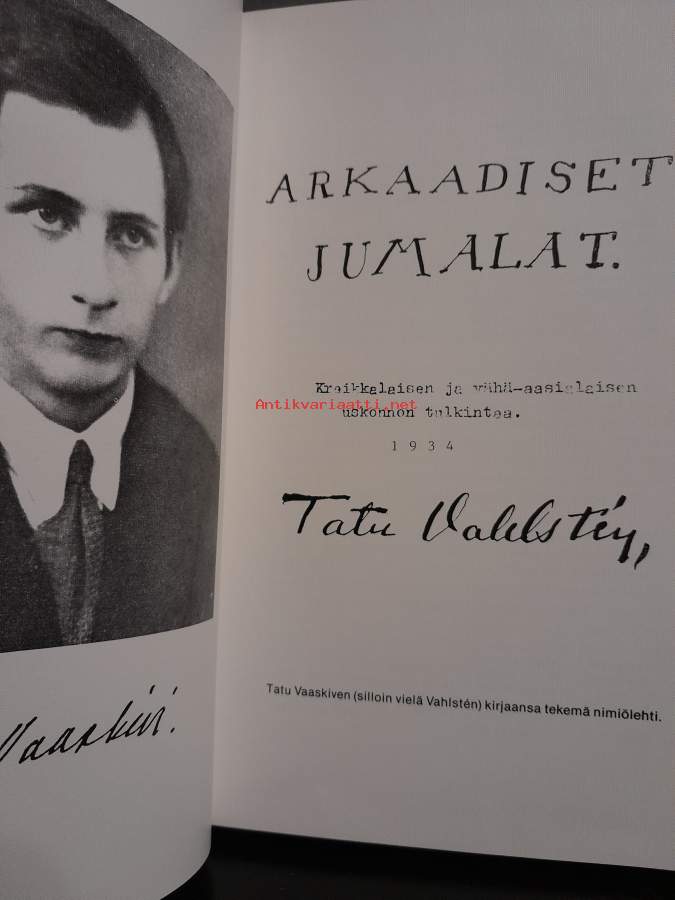 ARKAADISET
JUMALAT.
Kreikkalaisen ja vähä-aasialaisen
Antikvariaatti.net
uskonnon tulkintaa.
1934
Tatu Vahlstén,
Tatu Vaaskiven (silloin vielä Vahlstén) kirjaansa tekemä nimiölehti.
Vaaskivi.